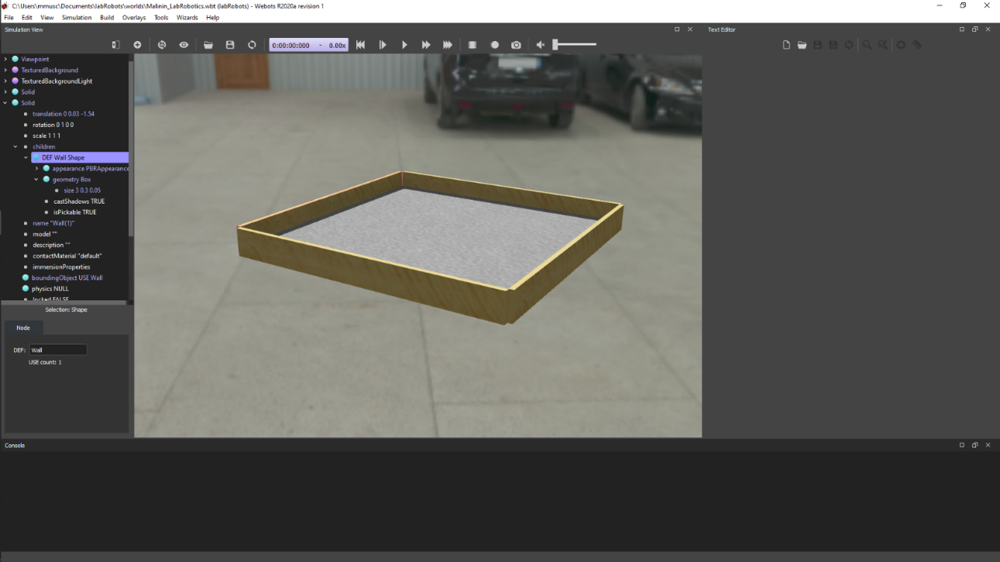 C:\Users\mmusc\Documents\labRobots\worlds\Malinin_LabRobotics.wbt (labRobots) - Webots R2020a revision 1
File Edit View Simulation Build Overlays Tools Wizards Help
Simulation View
Text Editor
0:00:00:000 - 0.00x
Viewpoint
TexturedBackground
TexturedBackgroundLight
Solid
Solid
translation 0 0.03 -1.54
rotation 0 1 0 0
scale 1 1 1
children
DEF Wall Shape
appearance PBRAppearance
geometry Box
size 3 0.3 0.05
castShadows TRUE
isPickable TRUE
name "Wall(1)"
model ""
description ""
contactMaterial "default"
immersionProperties
boundingObject USE Wall
physics NULL
locked FALSE
Selection: Shape
Node
DEF: Wall
USE count: 1
Console